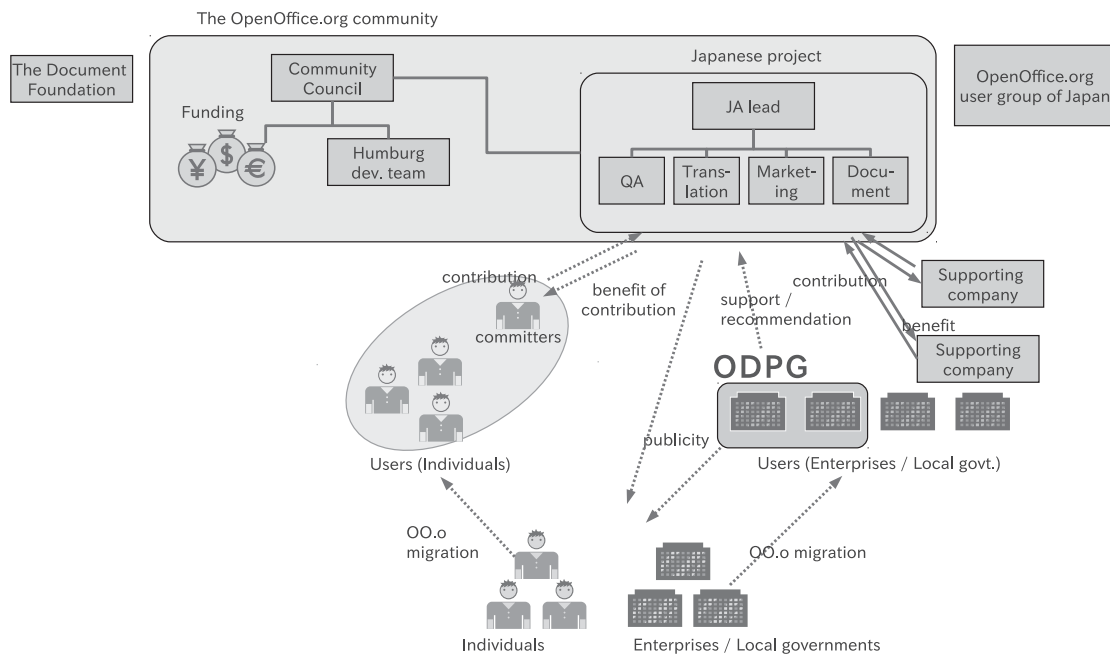 The OpenOffice.org community
The Document
Foundation
Community
Council
Funding
¥
$
€
Humburg
dev. team
Japanese project
JA lead
QA
Trans-
lation
Market-
ing
Docu-
ment
OpenOffice.org
user group of Japan
contribution
benefit of
contribution
support /
recommendation
contribution
benefit
Supporting
company
Supporting
company
committers
Users (Individuals)
ODPG
publicity
Users (Enterprises / Local govt.)
OO.o
migration
OO.o migration
Individuals
Enterprises / Local governments